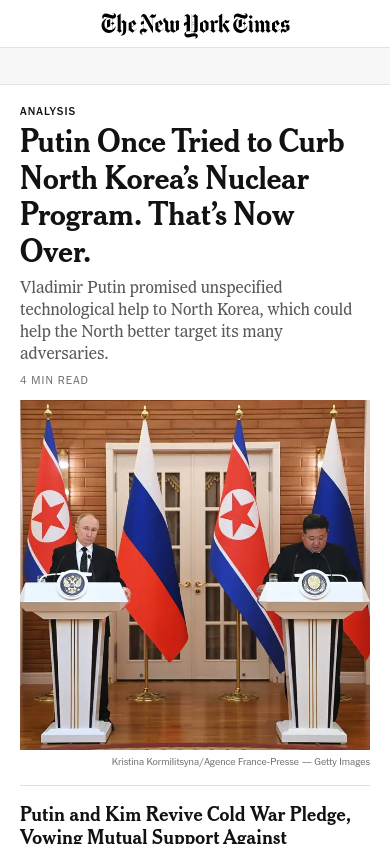 The New York Times
ANALYSIS
Putin Once Tried to Curb
North Korea’s Nuclear
Program. That’s Now
Over.
Vladimir Putin promised unspecified
technological help to North Korea, which could
help the North better target its many
adversaries.
4 MIN READ
Kristina Kormilitsyna/Agence France-Presse — Getty Images
Putin and Kim Revive Cold War Pledge,
Vowing Mutual Support Against